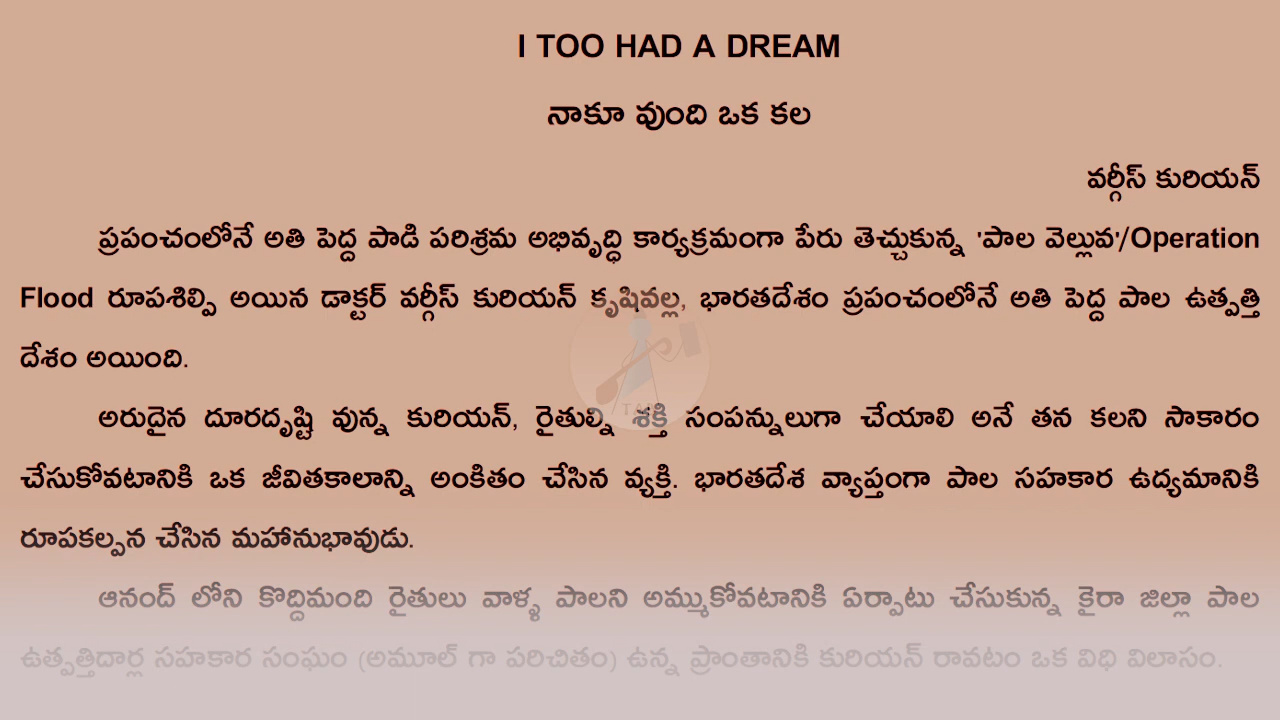 I TOO HAD A DREAM
నాకూ వుంది ఒక కల
వర్గీస్ కురియన్
ప్రపంచంలోనే అతి పెద్ద పాడి పరిశ్రమ అభివృద్ధి కార్యక్రమంగా పేరు తెచ్చుకున్న 'పాల వెల్లువ'/Operation
Flood రూపశిల్పి అయిన డాక్టర్ వర్గీస్ కురియన్ కృషివల్ల, భారతదేశం ప్రపంచంలోనే అతి పెద్ద పాల ఉత్పత్తి
దేశం అయింది.
అరుదైన దూరదృష్టి వున్న కురియన్, రైతుల్ని శక్తి సంపన్నులుగా చేయాలి అనే తన కలని సాకారం
చేసుకోవటానికి ఒక జీవితకాలాన్ని అంకితం చేసిన వ్యక్తి. భారతదేశ వ్యాప్తంగా పాల సహకార ఉద్యమానికి
రూపకల్పన చేసిన మహానుభావుడు.
ఆనంద్ లోని కొద్దిమంది రైతులు వాళ్ళ పాలని అమ్ముకోవటానికి ఏర్పాటు చేసుకున్న కైరా జిల్లా పాల
ఉత్పత్తిదార్ల సహకార సంఘం (అమూల్ గా పరిచితం) ఉన్న ప్రాంతానికి కురియన్ రావటం ఒక విధి విలాసం.